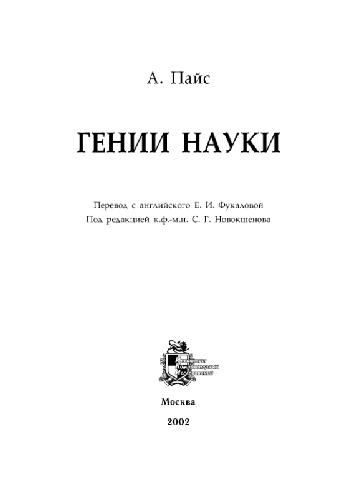 А. Пайс
ГЕНИИ НАУКИ
Перевод с английского Е. И. Фукаловой
Под редакцией к.ф.-м.н. С. Г. Новокшенова
Москва
2002